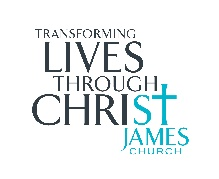 TRANSFORMING
LIVES
THROUGH
CHRIST
JAMES
CHURCH